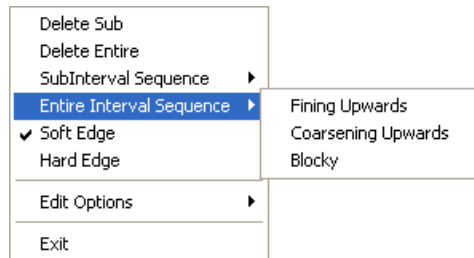 Delete Sub
Delete Entire
SubInterval Sequence
Entire Interval Sequence
Soft Edge
Hard Edge
Edit Options
Exit
Fining Upwards
Coarsening Upwards
Blocky